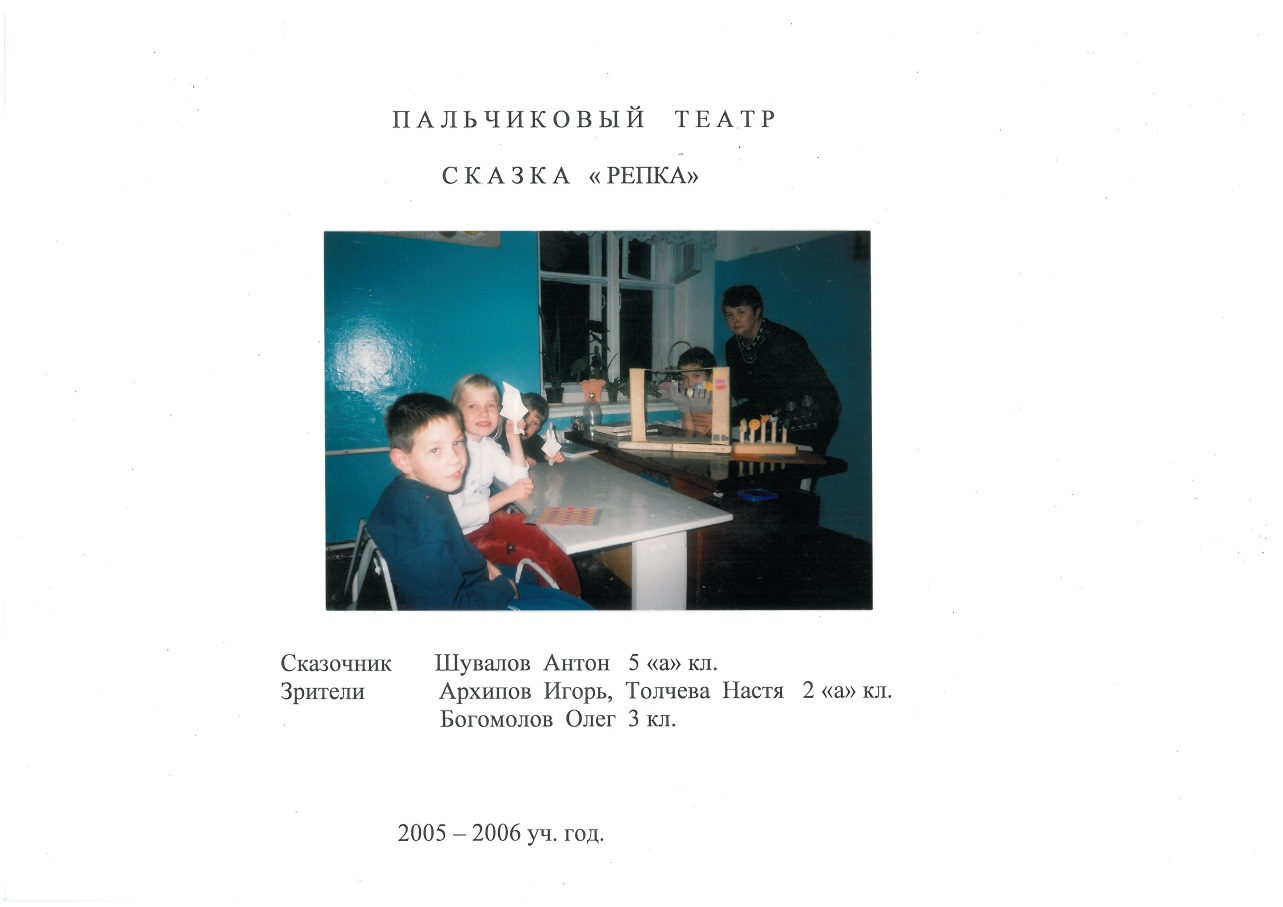 ПАЛЬЧИКОВЫЙ ТЕАТР
СКАЗКА « РЕПКА»
Сказочник Шувалов Антон 5 «а» кл.
Зрители Архипов Игорь, Толчева Настя 2 «а» кл.
Богомолов Олег 3 кл.
2005 – 2006 уч. год.